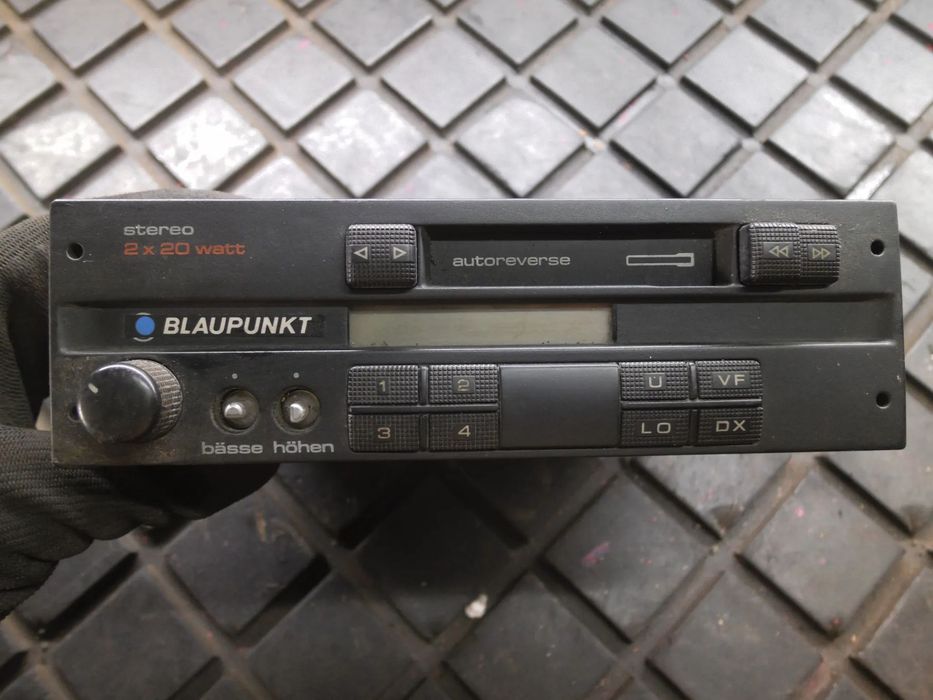 stereo
2 x 20 watt
autoreverse
BLAUPUNKT
1 2 Ü VF
3 4 LO DX
bässe höhen